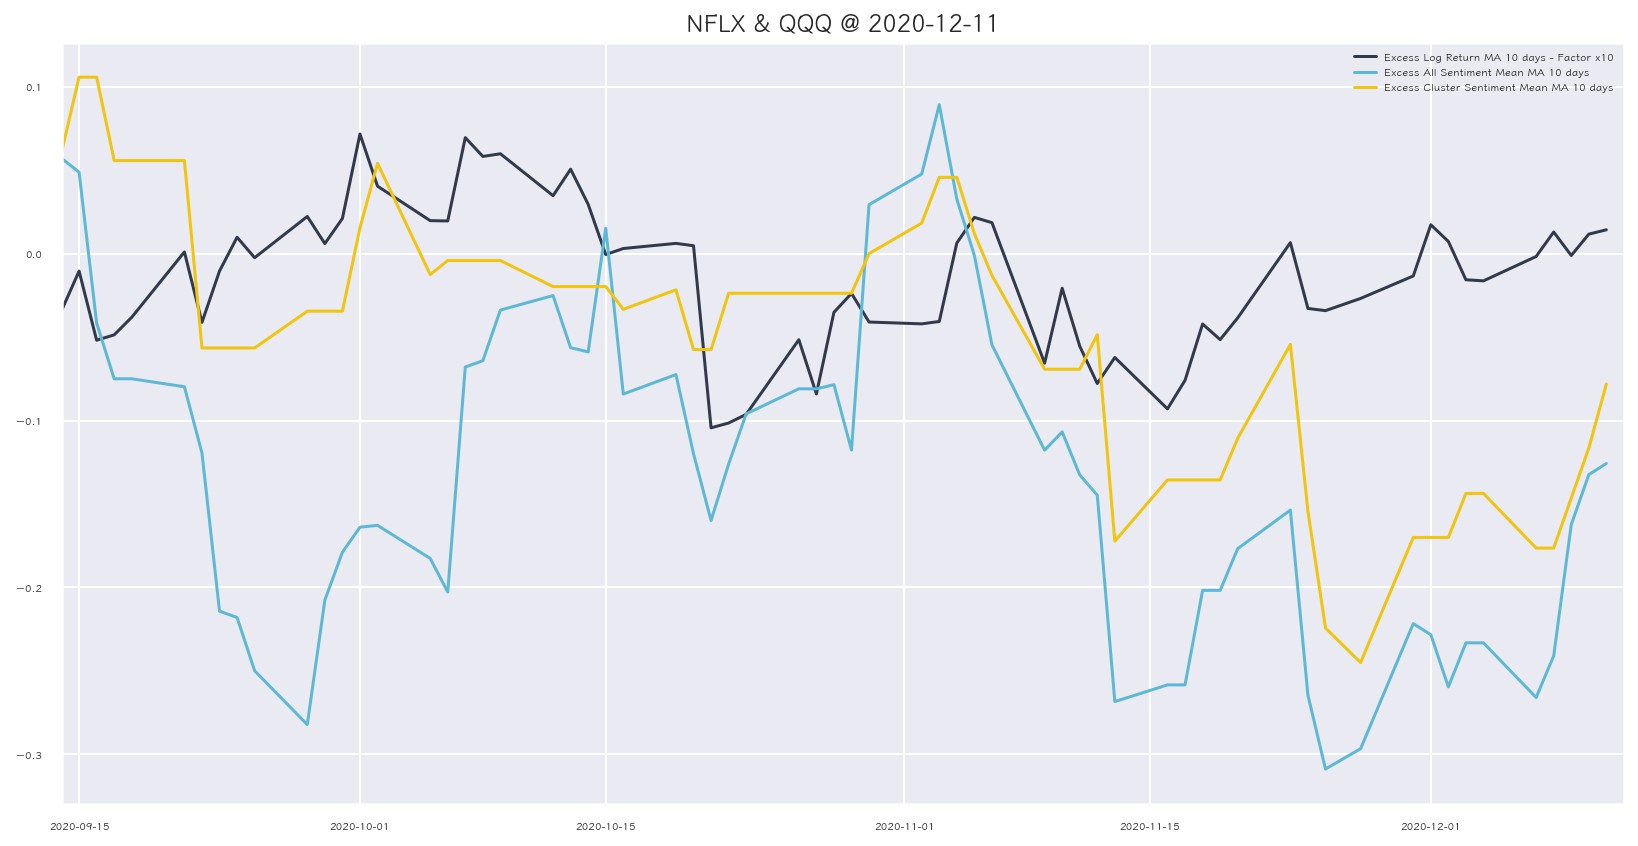 NFLX & QQQ @ 2020-12-11
Excess Log Return MA 10 days - Factor x10
Excess All Sentiment Mean MA 10 days
Excess Cluster Sentiment Mean MA 10 days
0.1
0.0
−0.1
−0.2
−0.3
2020-09-15
2020-10-01
2020-10-15
2020-11-01
2020-11-15
2020-12-01